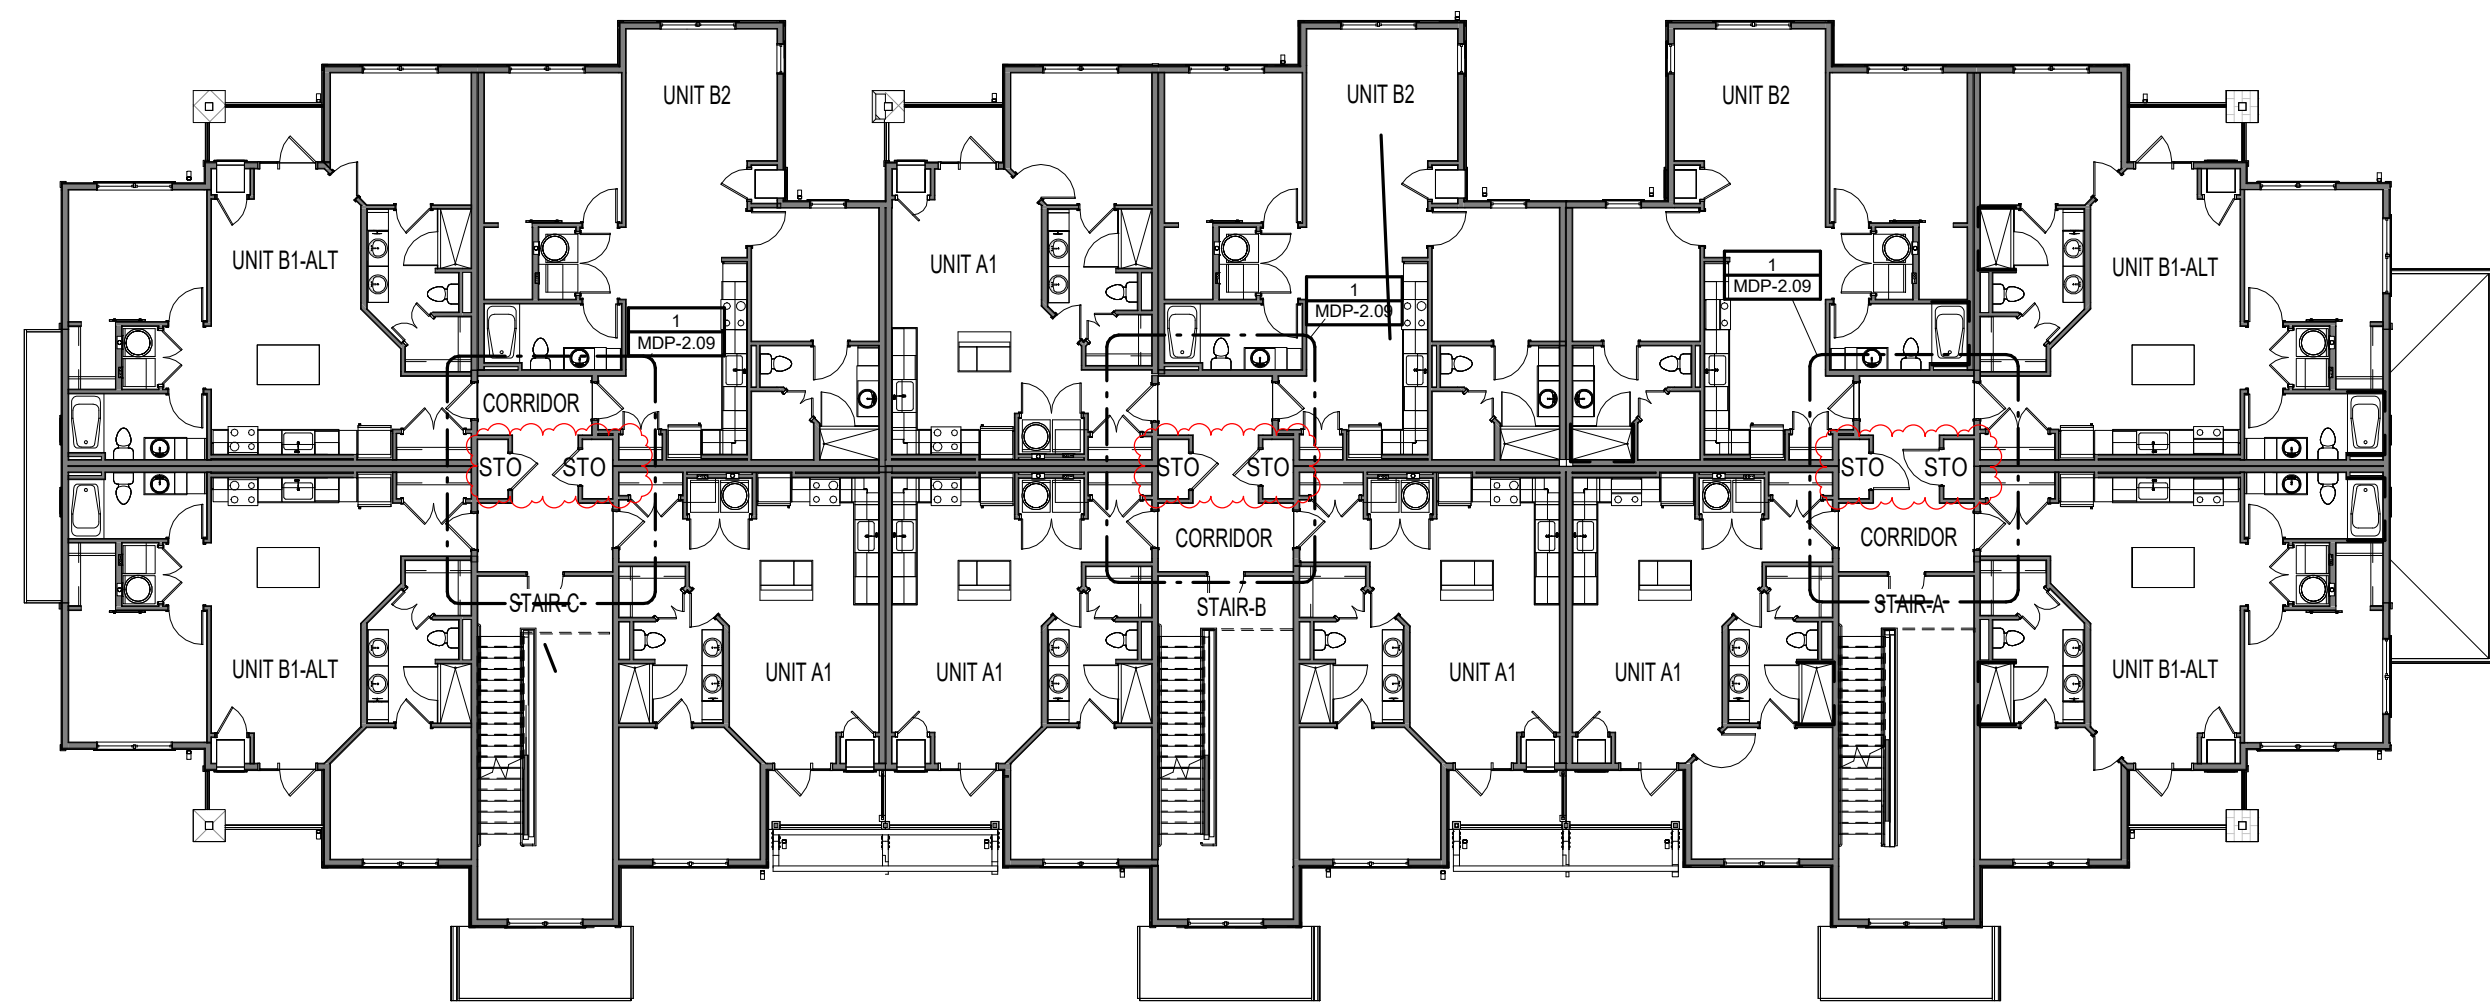 UNIT B2
UNIT B2
UNIT B2
UNIT B1-ALT
UNIT A1
UNIT B1-ALT
1
MDP-2.09
1
MDP-2.09
1
MDP-2.09
CORRIDOR
STO
STO
STO
STO
STO
STO
CORRIDOR
CORRIDOR
STAIR-C
STAIR-B
STAIR-A
UNIT B1-ALT
UNIT A1
UNIT A1
UNIT A1
UNIT A1
UNIT B1-ALT